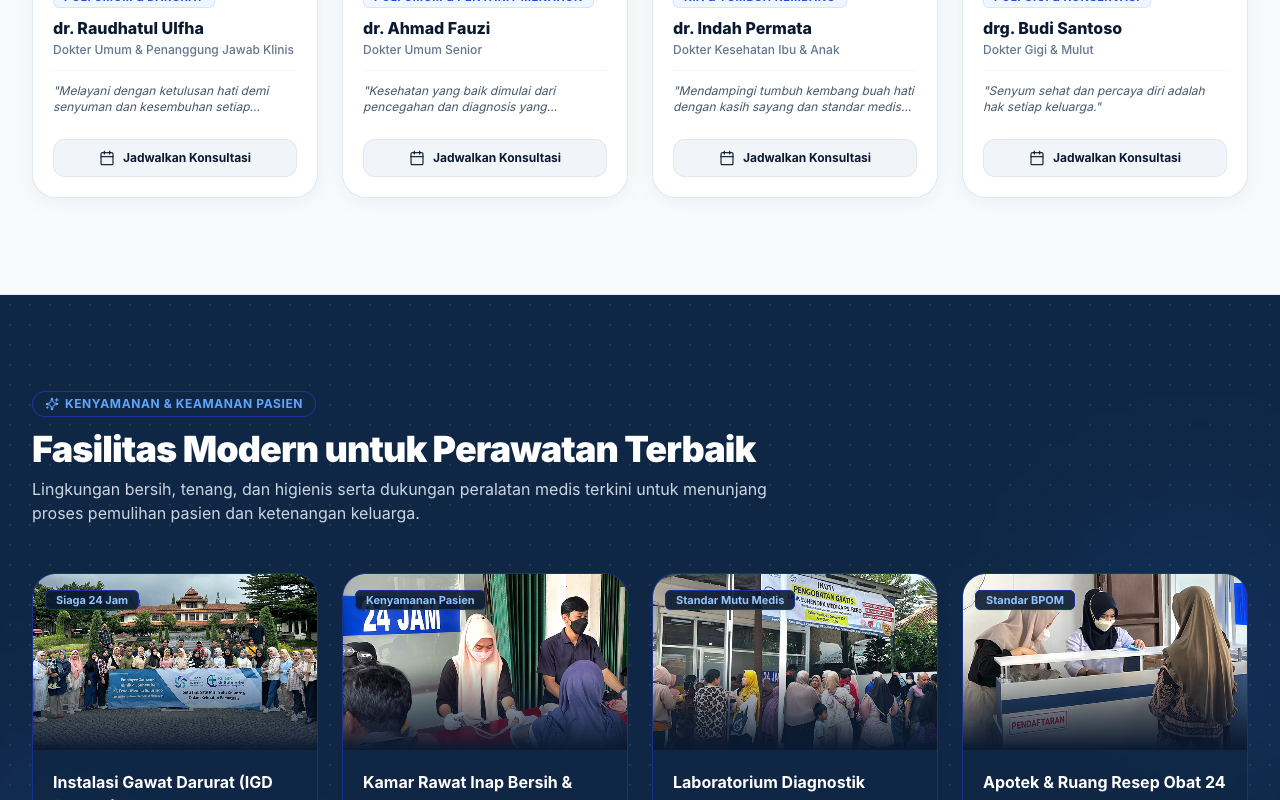 dr. Raudhatul Ulfha
Dokter Umum & Penanggung Jawab Klinis
"Melayani dengan ketulusan hati demi
senyuman dan kesembuhan setiap...
Jadwalkan Konsultasi
dr. Ahmad Fauzi
Dokter Umum Senior
"Kesehatan yang baik dimulai dari
pencegahan dan diagnosis yang...
Jadwalkan Konsultasi
dr. Indah Permata
Dokter Kesehatan Ibu & Anak
"Mendampingi tumbuh kembang buah hati
dengan kasih sayang dan standar medis...
Jadwalkan Konsultasi
drg. Budi Santoso
Dokter Gigi & Mulut
"Senyum sehat dan percaya diri adalah
hak setiap keluarga."
Jadwalkan Konsultasi
KENYAMANAN & KEAMANAN PASIEN
Fasilitas Modern untuk Perawatan Terbaik
Lingkungan bersih, tenang, dan higienis serta dukungan peralatan medis terkini untuk menunjang
proses pemulihan pasien dan ketenangan keluarga.
Siaga 24 Jam
Instalasi Gawat Darurat (IGD
Kenyamanan Pasien
24 JAM
Kamar Rawat Inap Bersih &
Standar Mutu Medis
PENGOBATAN GRATIS
Laboratorium Diagnostik
Standar BPOM
PENDAFTARAN
Apotek & Ruang Resep Obat 24